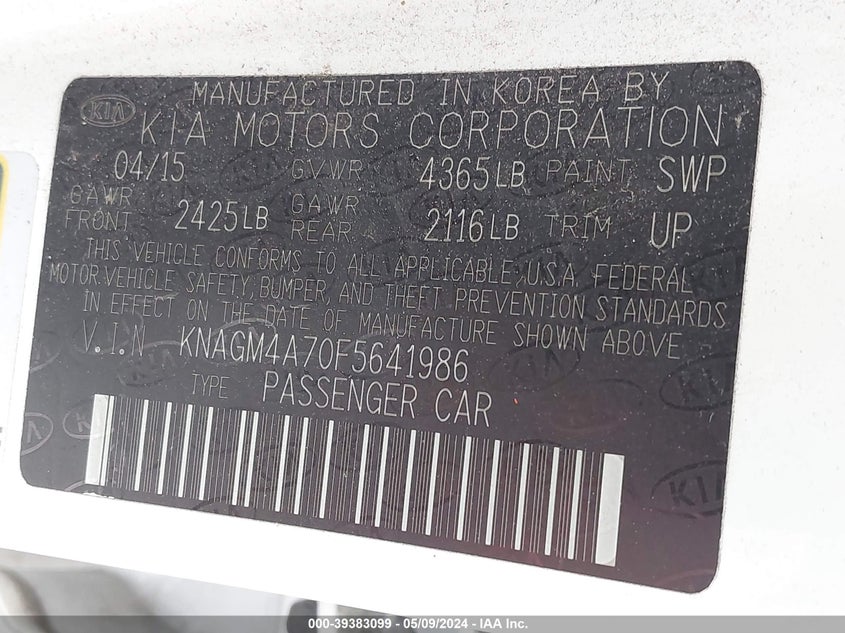 KIA
MANUFACTURED IN KOREA BY
KIA MOTORS CORPORATION
04/15 GVWR 4365LB PAINT SWP
GAWR FRONT 2425LB GAWR REAR 2116LB TRIM UP
THIS VEHICLE CONFORMS TO ALL APPLICABLE U.S.A. FEDERAL
MOTOR VEHICLE SAFETY, BUMPER, AND THEFT PREVENTION STANDARDS
IN EFFECT ON THE DATE OF MANUFACTURE SHOWN ABOVE
V.I.N KNAGM4A70F5641986
TYPE PASSENGER CAR
KIA
000-39383099 - 05/09/2024 - IAA Inc.